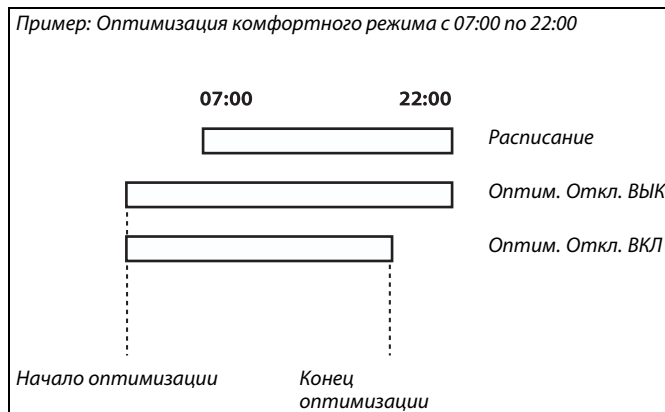 Пример: Оптимизация комфортного режима с 07:00 по 22:00
07:00 22:00
Расписание
Оптим. Откл. ВЫК
Оптим. Откл. ВКЛ
Начало оптимизации
Конец
оптимизации